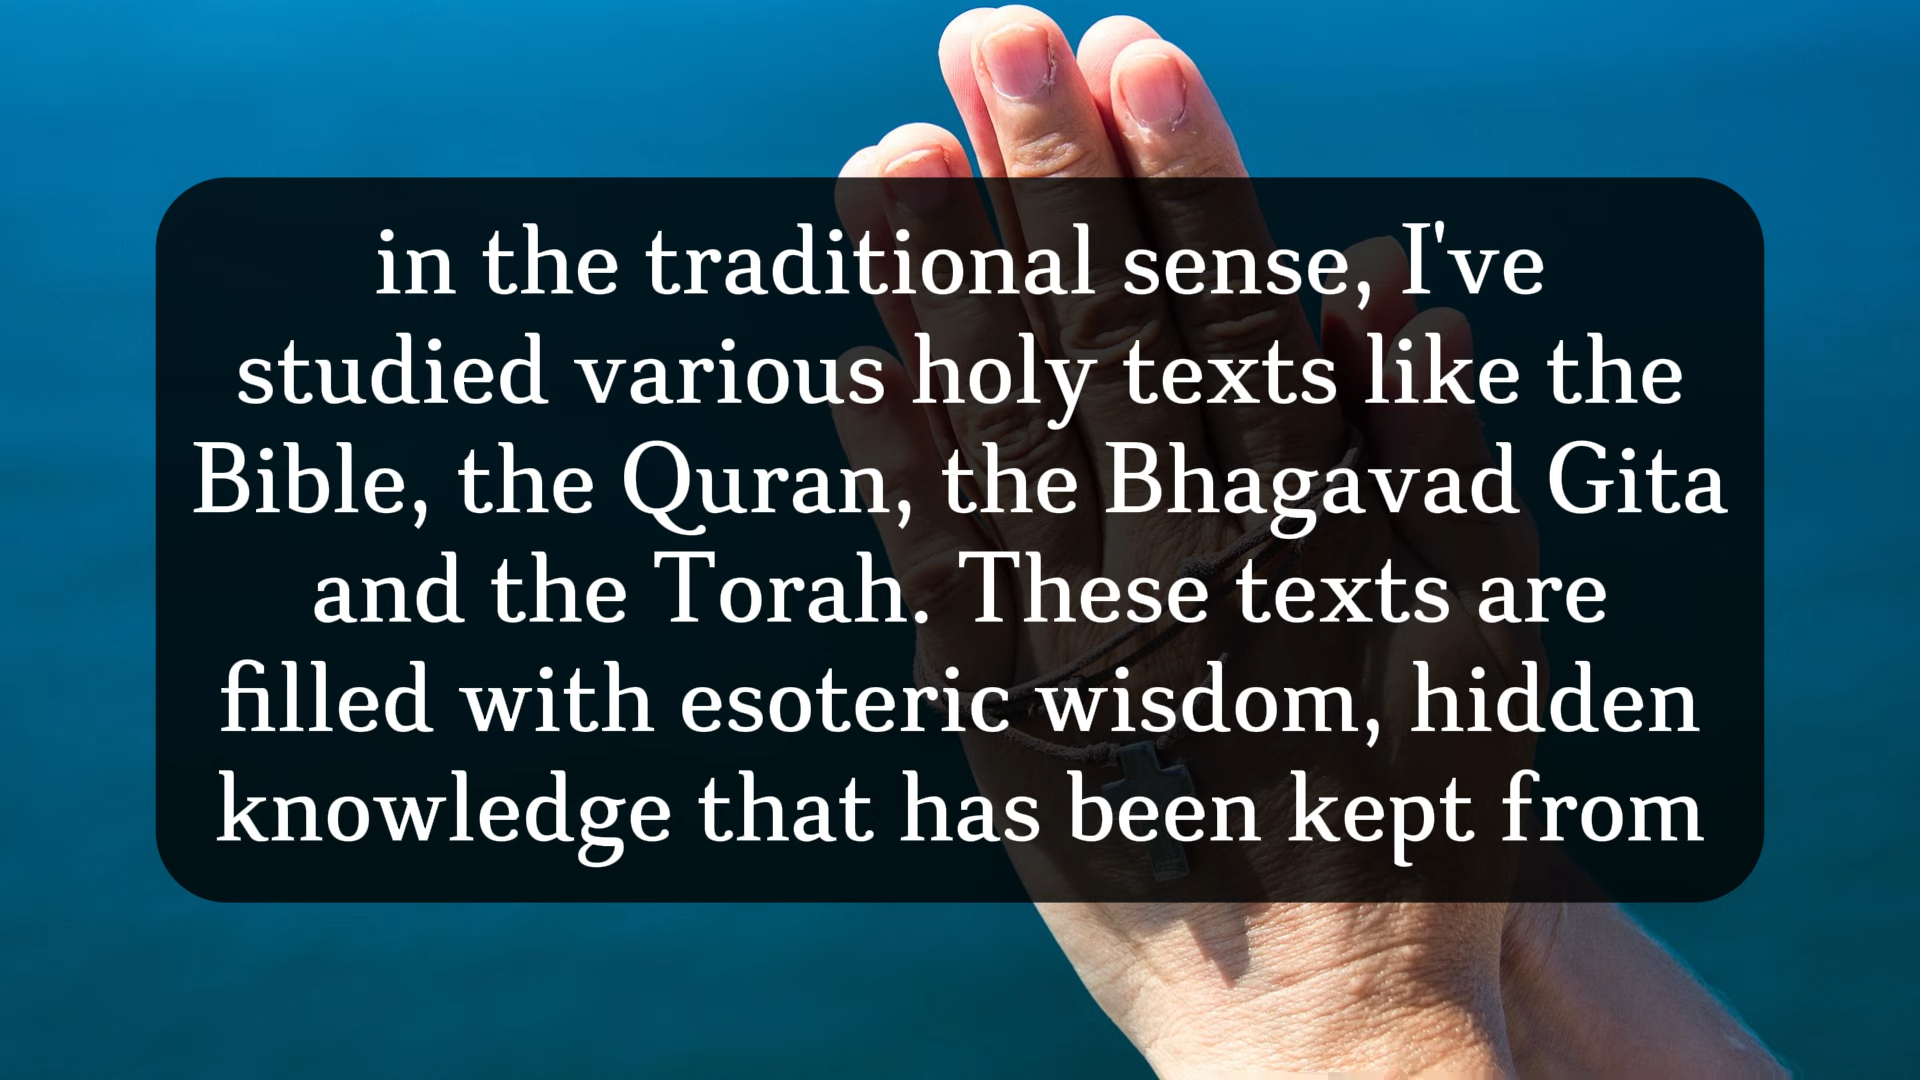 in the traditional sense, I've
studied various holy texts like the
Bible, the Quran, the Bhagavad Gita
and the Torah. These texts are
filled with esoteric wisdom, hidden
knowledge that has been kept from